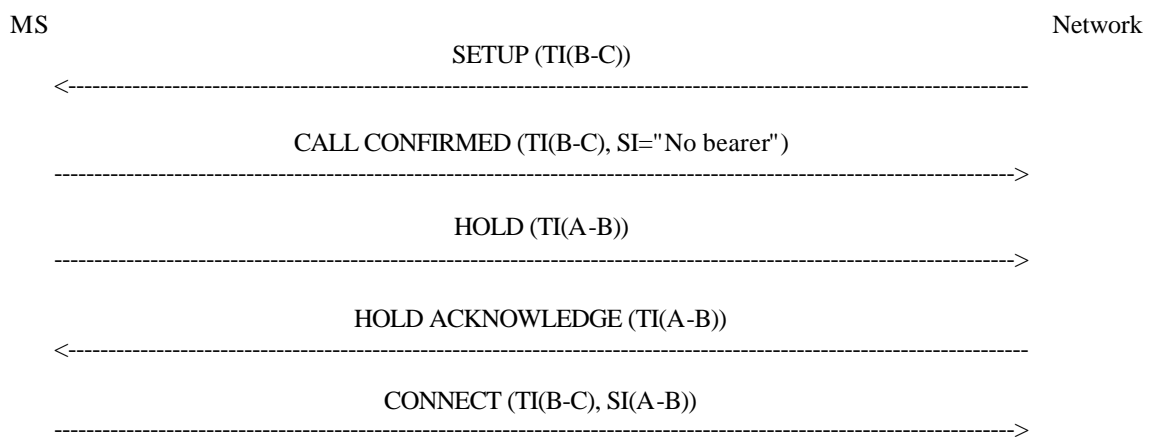 MS Network
SETUP (TI(B-C))
<------------------------------------------------------------------------------------------------------------------------
CALL CONFIRMED (TI(B-C), SI="No bearer")
------------------------------------------------------------------------------------------------------------------------>
HOLD (TI(A-B))
------------------------------------------------------------------------------------------------------------------------>
HOLD ACKNOWLEDGE (TI(A-B))
<------------------------------------------------------------------------------------------------------------------------
CONNECT (TI(B-C), SI(A-B))
------------------------------------------------------------------------------------------------------------------------>